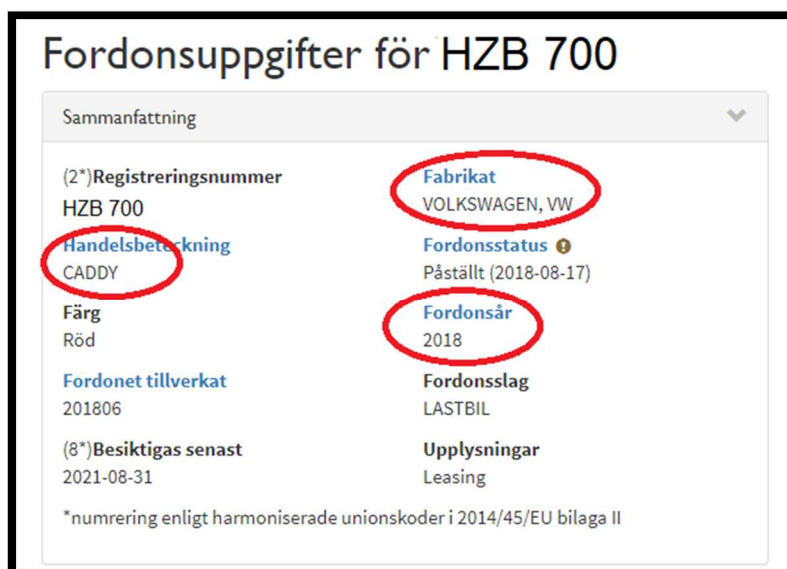 Fordonsuppgifter för HZB 700
Sammanfattning
(2*)Registreringsnummer
HZB 700
Fabrikat
VOLKSWAGEN, VW
Handelsbeteckning
CADDY
Fordonsstatus
Påställt (2018-08-17)
Färg
Röd
Fordonsår
2018
Fordonet tillverkat
201806
Fordonsslag
LASTBIL
(8*)Besiktigas senast
2021-08-31
Upplysningar
Leasing
*numrering enligt harmoniserade unionskoder i 2014/45/EU bilaga II